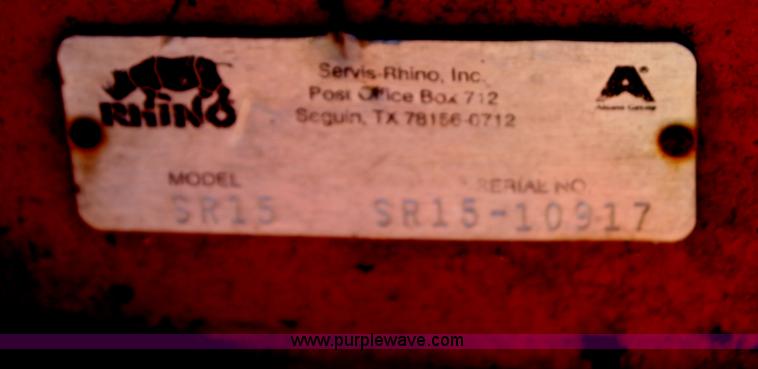 RHINO
Servis-Rhino, Inc.
Post Office Box 712
Seguin, TX 78156-0712
A
MODEL
SERIAL NO.
SR15
SR15-10917
www.purplewave.com